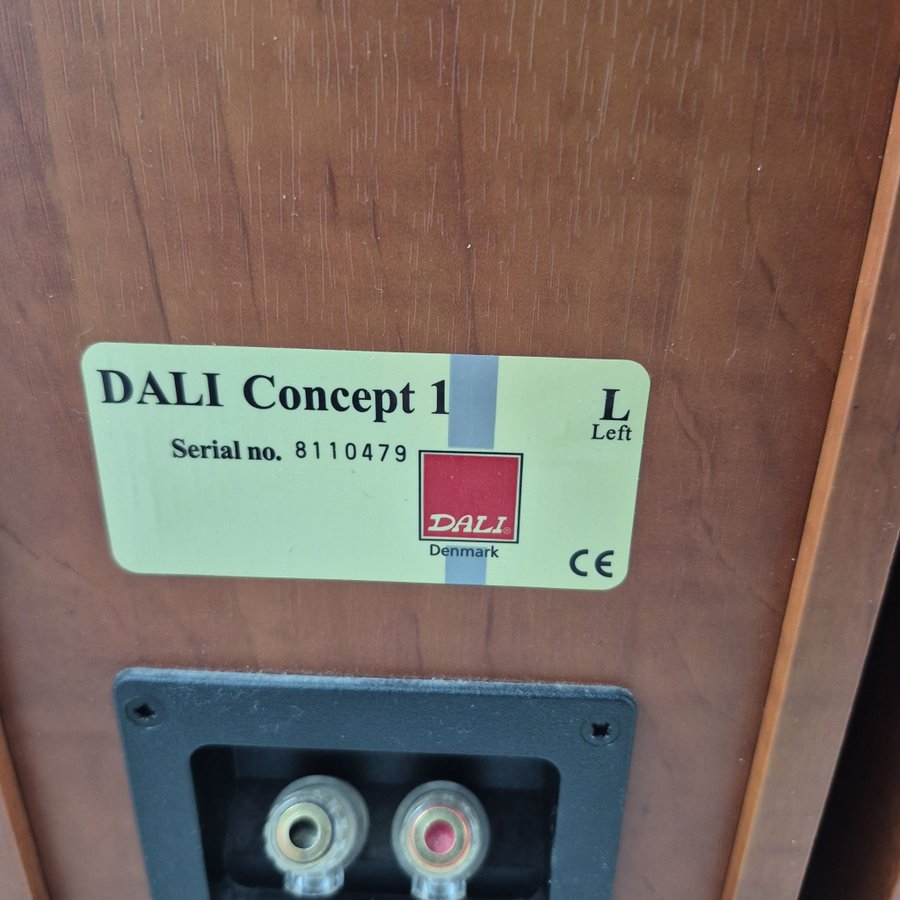 DALI Concept 1
L
Left
Serial no. 8110479
DALI®
Denmark
CE